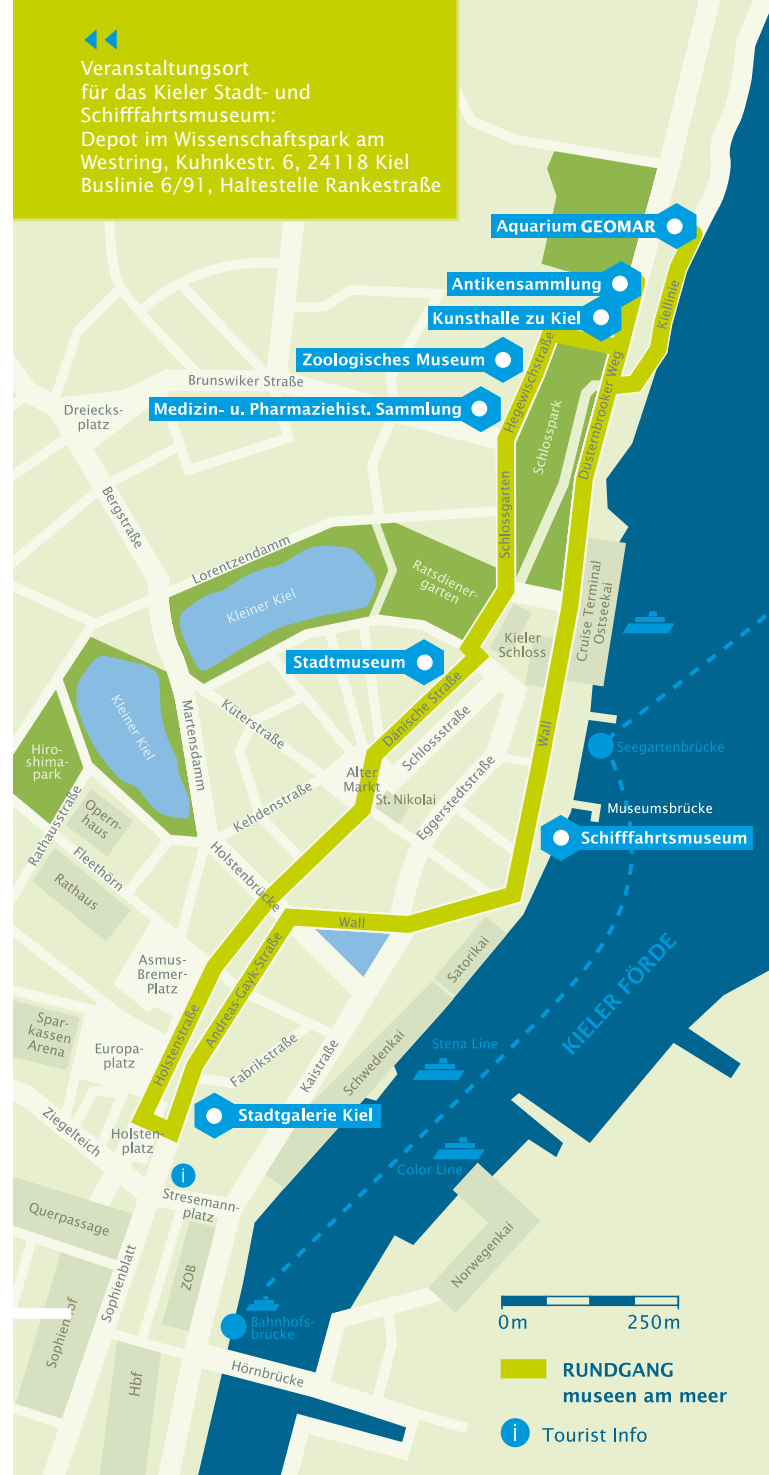 Veranstaltungsort
für das Kieler Stadt- und
Schifffahrtsmuseum:
Depot im Wissenschaftspark am
Westring, Kuhnkestr. 6, 24118 Kiel
Buslinie 6/91, Haltestelle Rankestraße
Aquarium GEOMAR
Antikensammlung
Kunsthalle zu Kiel
Kiellinie
Zoologisches Museum
Hegewischstraße
Düsternbrooker Weg
Brunswiker Straße
Medizin- u. Pharmaziehist. Sammlung
Dreiecks-
platz
Schlosspark
Bergstraße
Schlossgarten
Lorentzendamm
Ratsdiener-
garten
Kleiner Kiel
Cruise Terminal
Ostseekai
Kieler
Schloss
Stadtmuseum
Kleiner Kiel
Martensdamm
Küterstraße
Dänische Straße
Schlossstraße
Wall
Seegartenbrücke
Hiro-
shima-
park
Alter
Markt
St. Nikolai
Eggerstedtstraße
Museumsbrücke
Rathausstraße
Opern-
haus
Kehdenstraße
Schifffahrtsmuseum
Fleethörn
Holstenbrücke
Rathaus
Wall
Asmus-
Bremer-
Platz
Satorikai
KIELER FÖRDE
Andreas-Gayk-Straße
Holstenstraße
Spar-
kassen
Arena
Europa-
platz
Fabrikstraße
Kaistraße
Schwedenkai
Stena Line
Stadtgalerie Kiel
Ziegelteich
Holsten-
platz
Color Line
i
Stresemann-
platz
Querpassage
Norwegenkai
Sophienblatt
ZOB
Sophienhof
Bahnhofs-
brücke
Hbf
Hörnbrücke
0m 250m
RUNDGANG
museen am meer
i Tourist Info